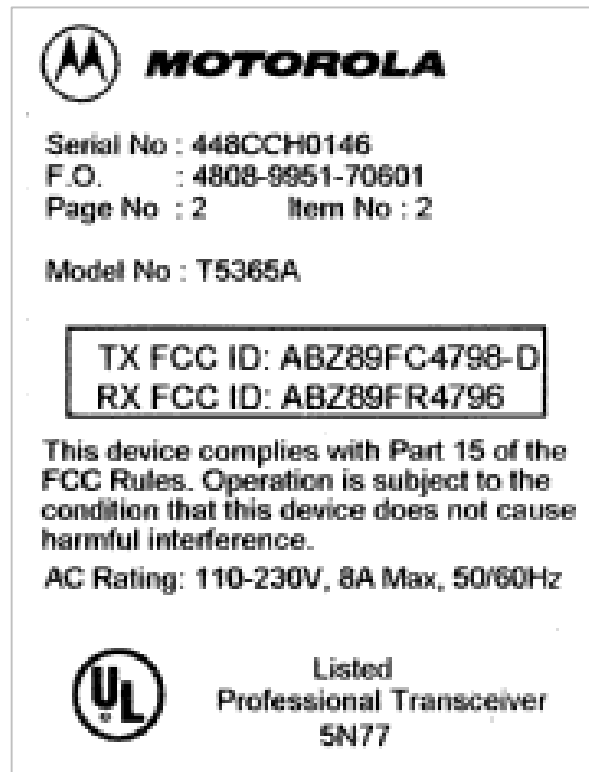 MOTOROLA
Serial No : 448CCH0146
F.O. : 4808-9951-70601
Page No : 2 Item No : 2
Model No : T5365A
TX FCC ID: ABZ89FC4798-D
RX FCC ID: ABZ89FR4796
This device complies with Part 15 of the
FCC Rules. Operation is subject to the
condition that this device does not cause
harmful interference.
AC Rating: 110-230V, 8A Max, 50/60Hz
UL
Listed
Professional Transceiver
5N77